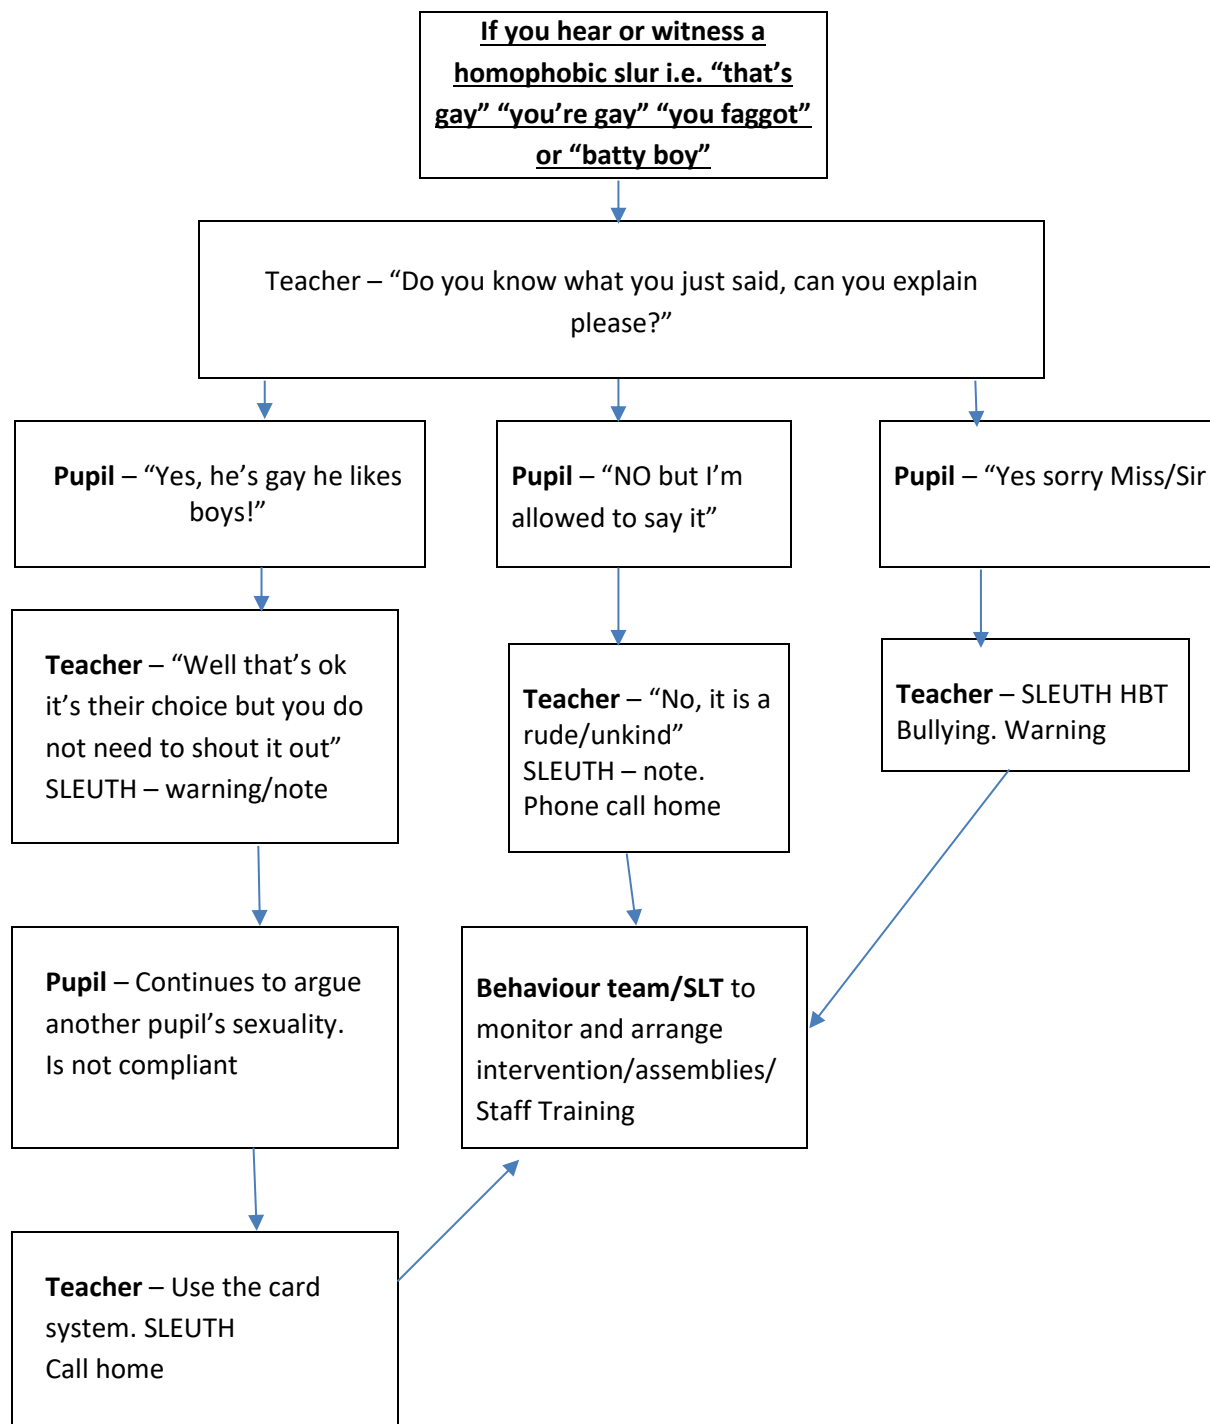 If you hear or witness a
homophobic slur i.e. “that’s
gay” “you’re gay” “you faggot”
or “batty boy”
Teacher – “Do you know what you just said, can you explain
please?”
Pupil – “Yes, he’s gay he likes
boys!”
Pupil – “NO but I’m
allowed to say it”
Pupil – “Yes sorry Miss/Sir
Teacher – “Well that’s ok
it’s their choice but you do
not need to shout it out”
SLEUTH – warning/note
Teacher – “No, it is a
rude/unkind”
SLEUTH – note.
Phone call home
Teacher – SLEUTH HBT
Bullying. Warning
Pupil – Continues to argue
another pupil’s sexuality.
Is not compliant
Behaviour team/SLT to
monitor and arrange
intervention/assemblies/
Staff Training
Teacher – Use the card
system. SLEUTH
Call home